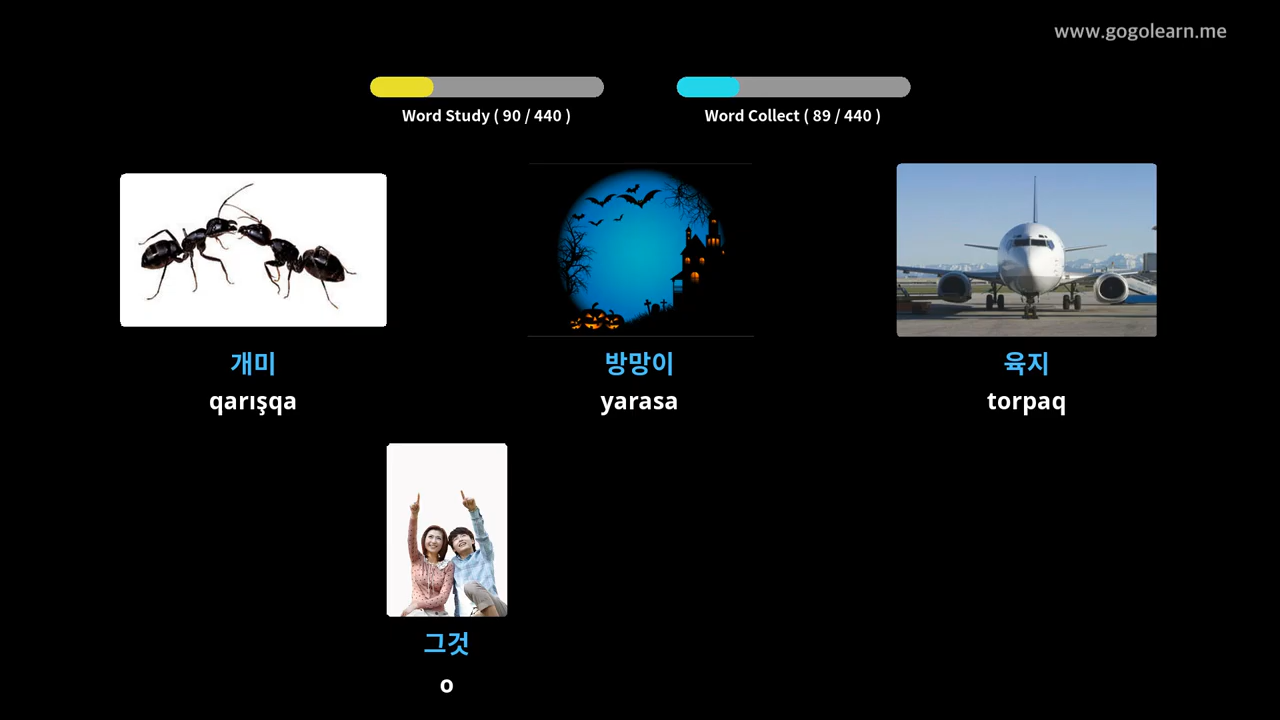 www.gogolearn.me
Word Study ( 90 / 440 )
Word Collect ( 89 / 440 )
개미
qarışqa
방망이
yarasa
육지
torpaq
그것
o